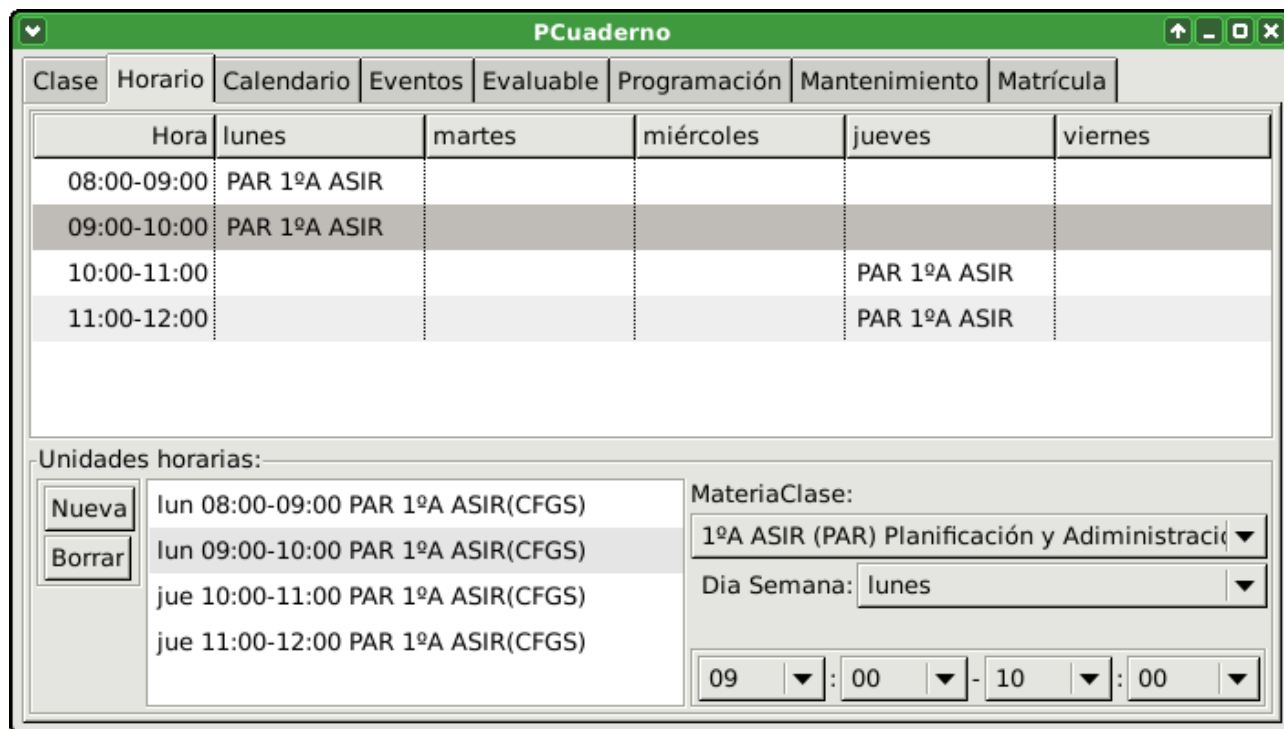 PCuaderno
Clase Horario Calendario Eventos Evaluable Programación Mantenimiento Matrícula
Hora lunes martes miércoles jueves viernes
08:00-09:00 PAR 1ºA ASIR
09:00-10:00 PAR 1ºA ASIR
10:00-11:00 PAR 1ºA ASIR
11:00-12:00 PAR 1ºA ASIR
Unidades horarias:
Nueva
Borrar
lun 08:00-09:00 PAR 1ºA ASIR(CFGS)
lun 09:00-10:00 PAR 1ºA ASIR(CFGS)
jue 10:00-11:00 PAR 1ºA ASIR(CFGS)
jue 11:00-12:00 PAR 1ºA ASIR(CFGS)
MateriaClase:
1ºA ASIR (PAR) Planificación y Adiministració
Dia Semana: lunes
09 : 00 - 10 : 00